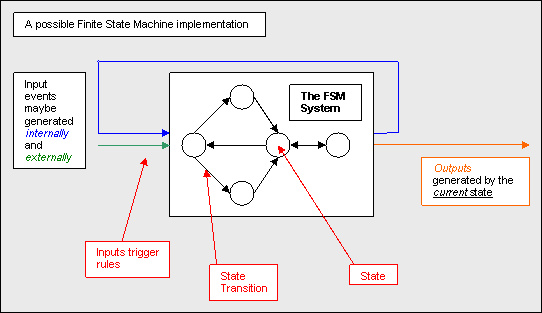 A possible Finite State Machine implementation
Input
events
maybe
generated
internally
and
externally
The FSM
System
Outputs
generated by the
current state
Inputs trigger
rules
State
Transition
State